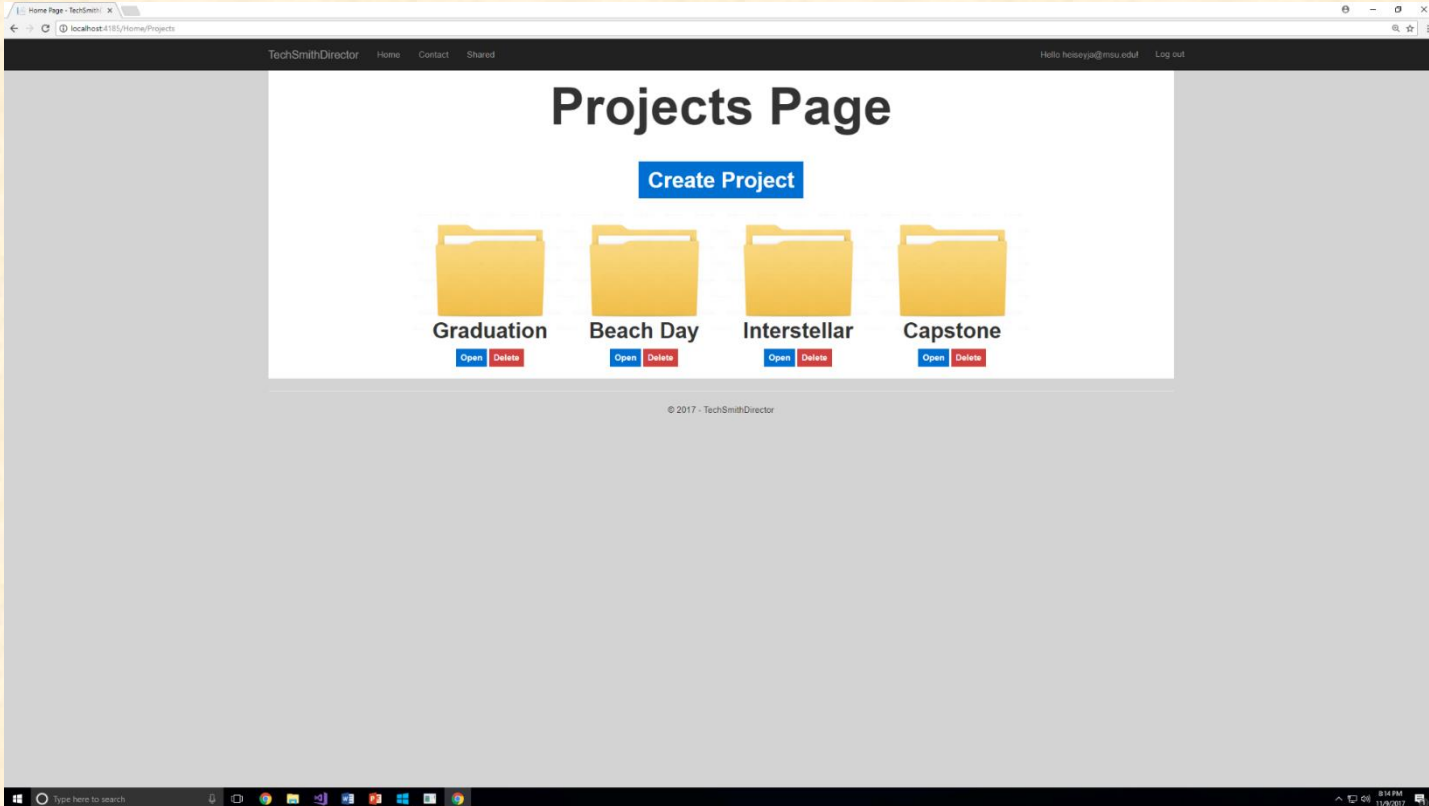 Home Page - TechSmith
localhost:4185/Home/Projects
TechSmithDirector Home Contact Shared Hello heiseyja@msu.edu! Log out
Projects Page
Create Project
Graduation Beach Day Interstellar Capstone
Open Delete Open Delete Open Delete Open Delete
© 2017 - TechSmithDirector
Type here to search
8:14 PM
11/9/2017